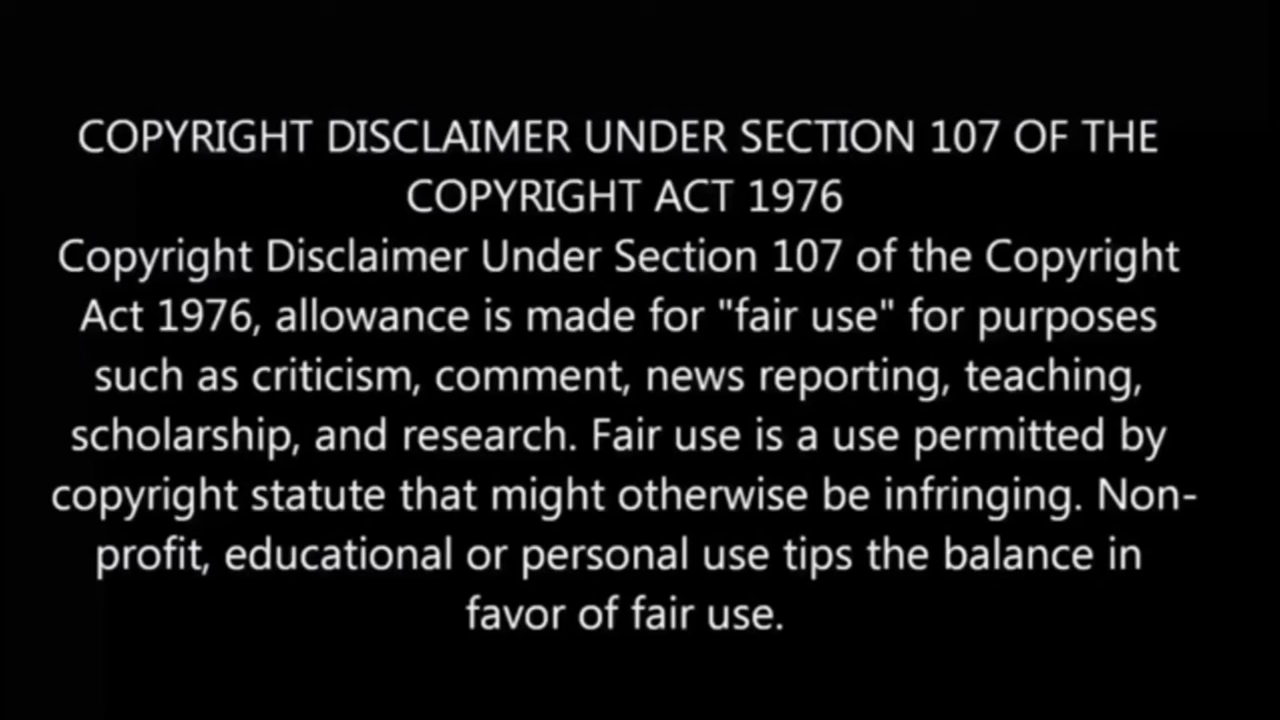 COPYRIGHT DISCLAIMER UNDER SECTION 107 OF THE
COPYRIGHT ACT 1976
Copyright Disclaimer Under Section 107 of the Copyright
Act 1976, allowance is made for "fair use" for purposes
such as criticism, comment, news reporting, teaching,
scholarship, and research. Fair use is a use permitted by
copyright statute that might otherwise be infringing. Non-
profit, educational or personal use tips the balance in
favor of fair use.